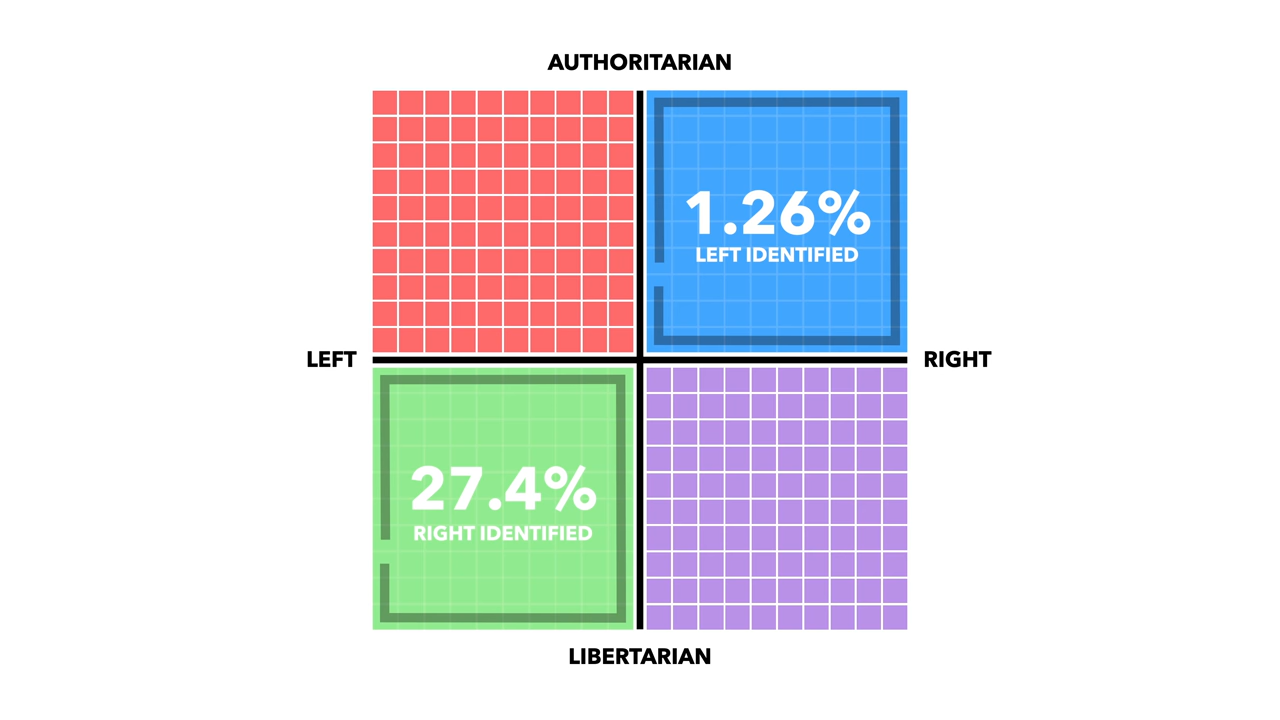 AUTHORITARIAN
1.26%
LEFT IDENTIFIED
LEFT
RIGHT
27.4%
RIGHT IDENTIFIED
LIBERTARIAN